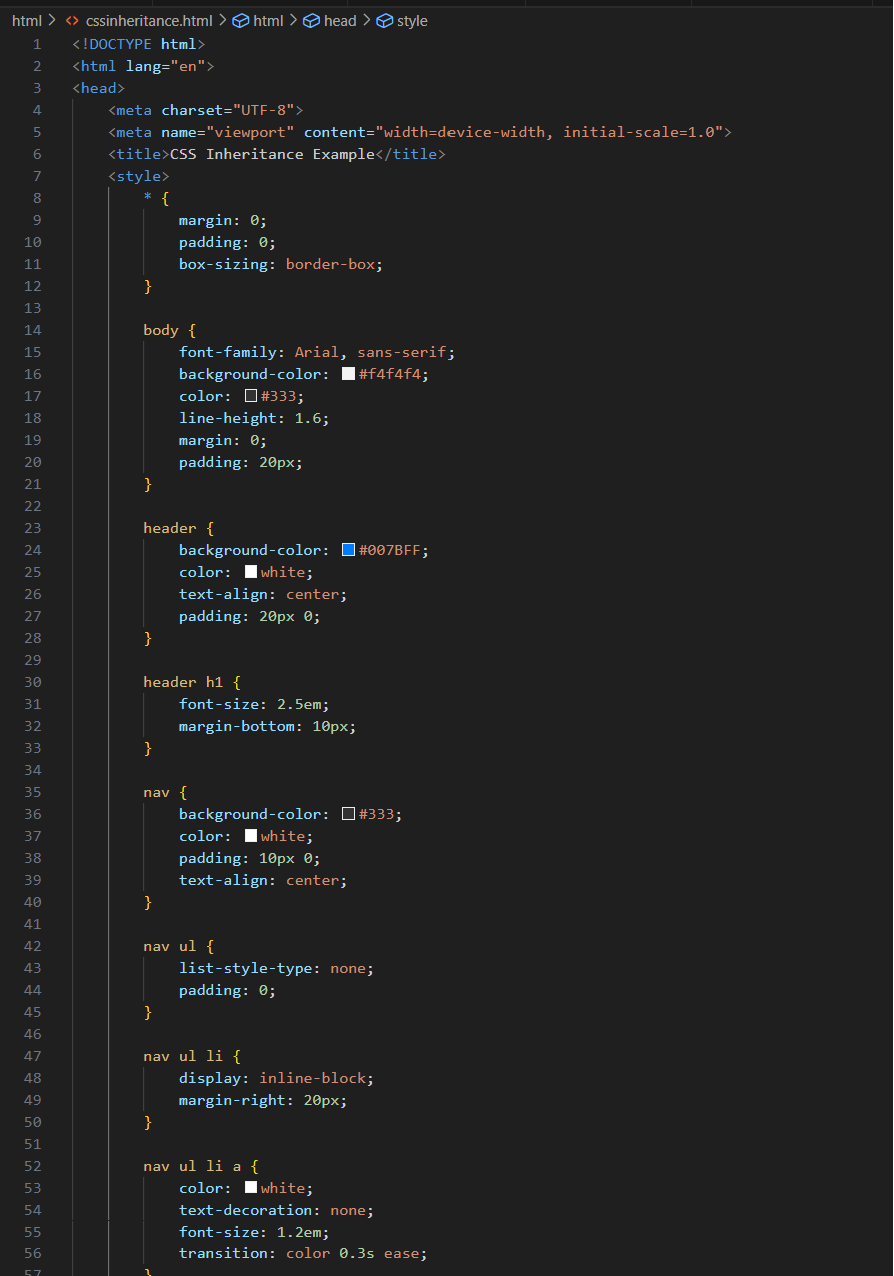 html > cssinheritance.html > html > head > style
1 <!DOCTYPE html>
2 <html lang="en">
3 <head>
4     <meta charset="UTF-8">
5     <meta name="viewport" content="width=device-width, initial-scale=1.0">
6     <title>CSS Inheritance Example</title>
7     <style>
8         * {
9             margin: 0;
10             padding: 0;
11             box-sizing: border-box;
12         }
13
14         body {
15             font-family: Arial, sans-serif;
16             background-color: #f4f4f4;
17             color: #333;
18             line-height: 1.6;
19             margin: 0;
20             padding: 20px;
21         }
22
23         header {
24             background-color: #007BFF;
25             color: white;
26             text-align: center;
27             padding: 20px 0;
28         }
29
30         header h1 {
31             font-size: 2.5em;
32             margin-bottom: 10px;
33         }
34
35         nav {
36             background-color: #333;
37             color: white;
38             padding: 10px 0;
39             text-align: center;
40         }
41
42         nav ul {
43             list-style-type: none;
44             padding: 0;
45         }
46
47         nav ul li {
48             display: inline-block;
49             margin-right: 20px;
50         }
51
52         nav ul li a {
53             color: white;
54             text-decoration: none;
55             font-size: 1.2em;
56             transition: color 0.3s ease;
57         }